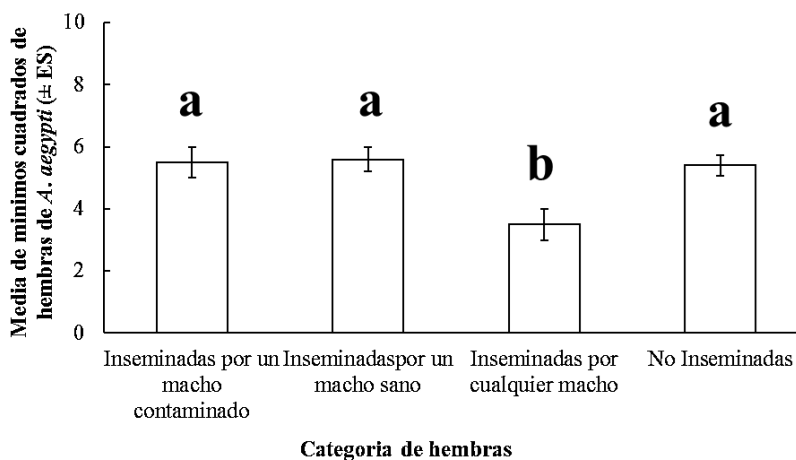 Media de minimos cuadrados de
hembras de A. aegypti (± ES)
10
8
6
4
2
0
a
a
b
a
Inseminadas por un
macho
contaminado
Inseminadaspor un
macho sano
Inseminadas por
cualquier macho
No Inseminadas
Categoria de hembras